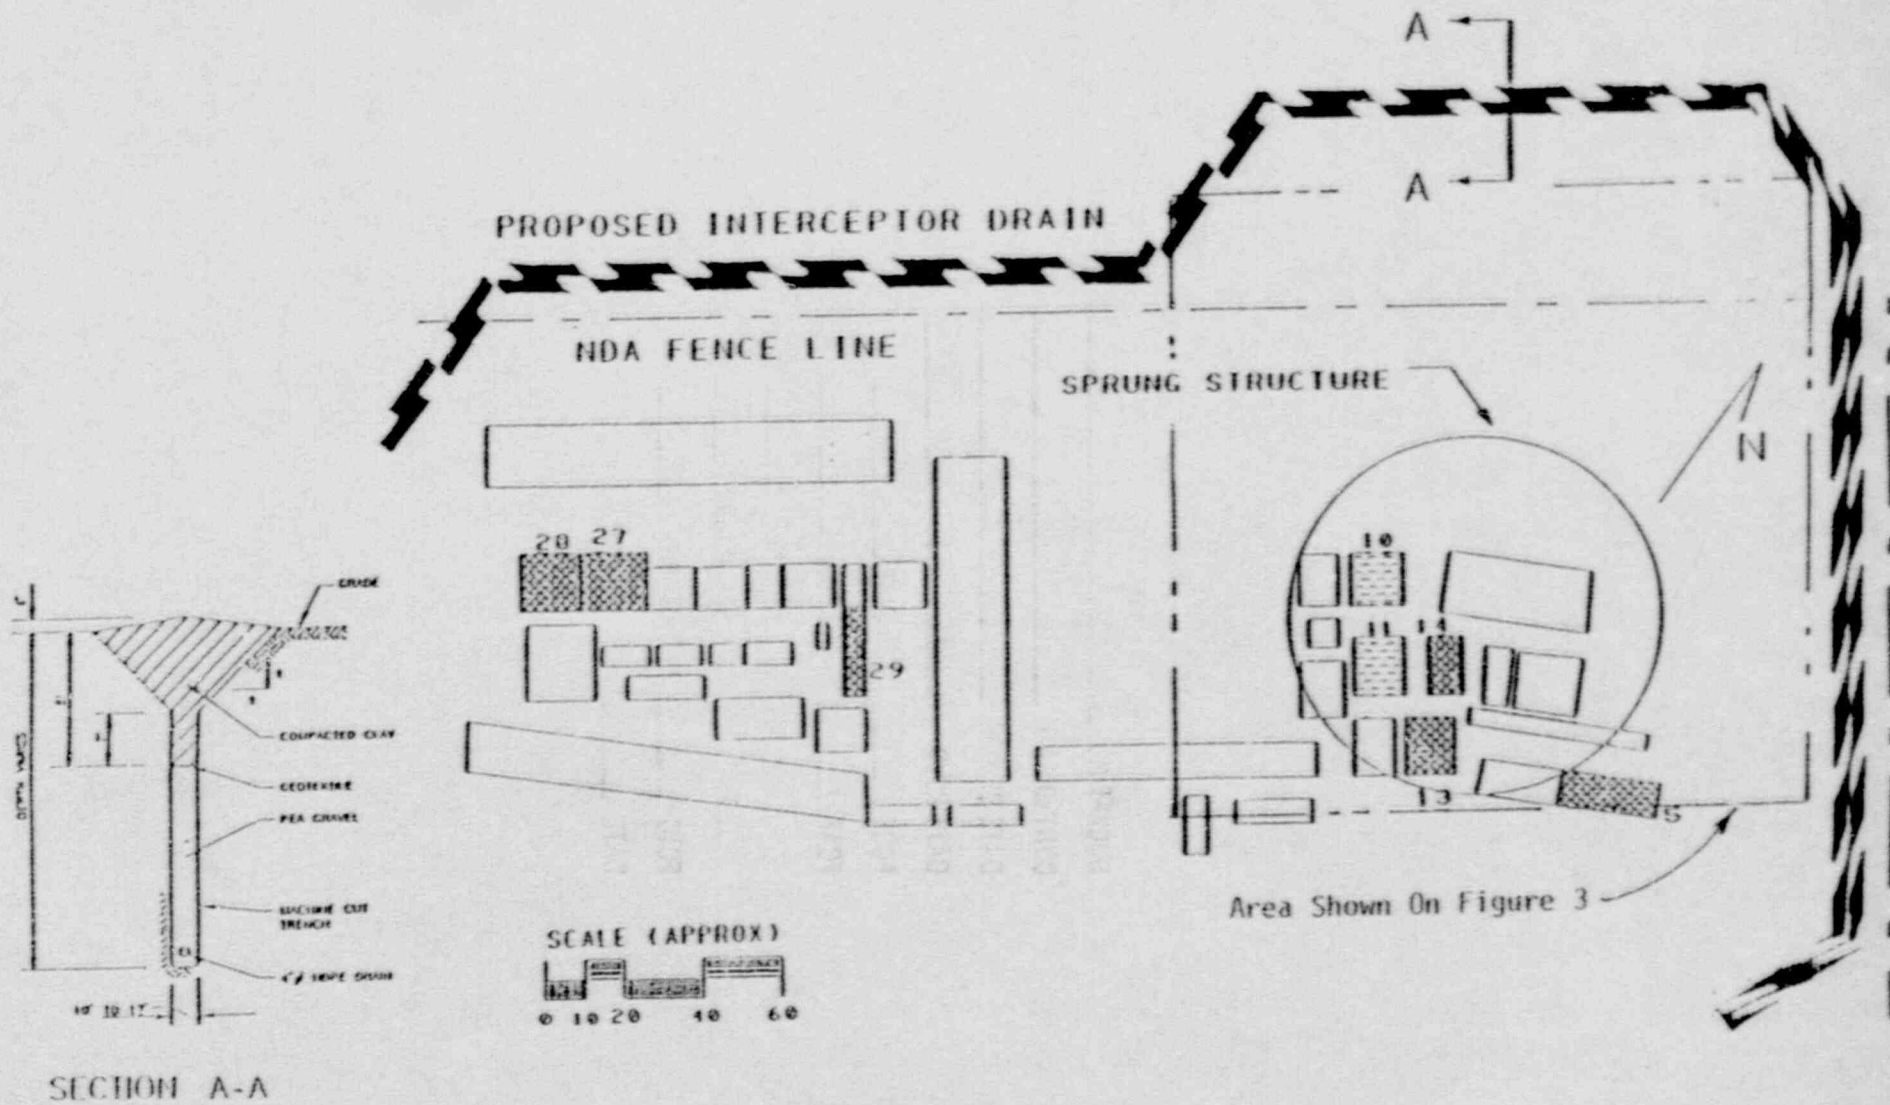 A
A
PROPOSED INTERCEPTOR DRAIN
NDA FENCE LINE
SPRUNG STRUCTURE
N
28 27
10
11 14
29
13
5
GRADE
COMPACTED CLAY
GEOTEXTILE
PEA GRAVEL
MACHINE CUT
TRENCH
DEPTH VARIES
Area Shown On Figure 3
SCALE (APPROX)
0 10 20 40 60
SECTION A-A